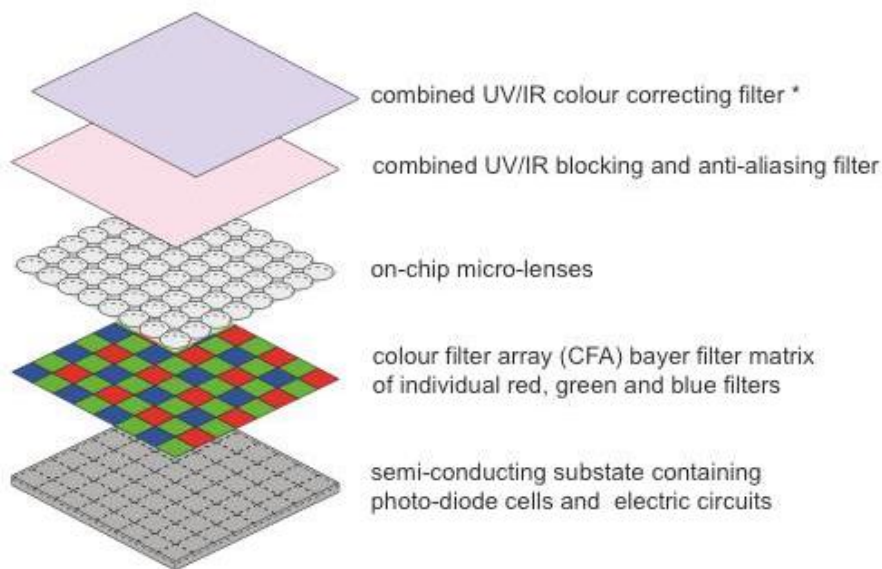 combined UV/IR colour correcting filter *
combined UV/IR blocking and anti-aliasing filter
on-chip micro-lenses
colour filter array (CFA) bayer filter matrix
of individual red, green and blue filters
semi-conducting substate containing
photo-diode cells and  electric circuits